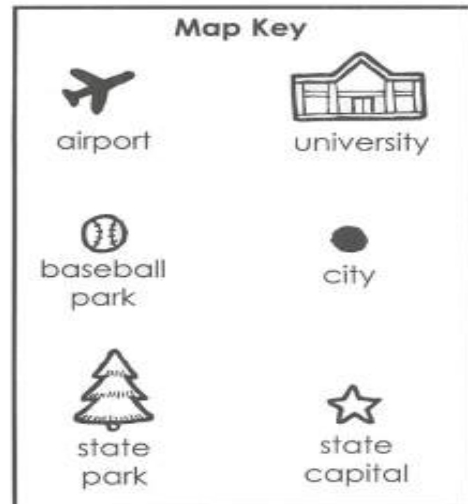 Map Key
airport
university
baseball
park
city
state
park
state
capital